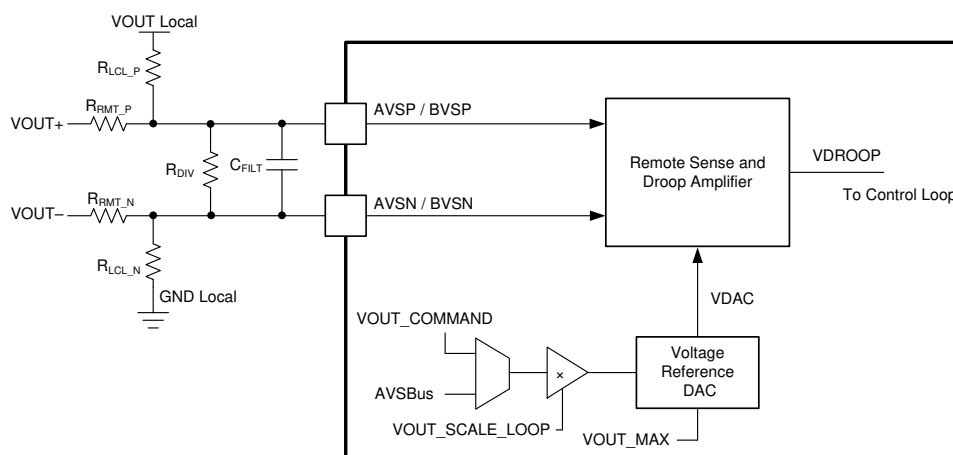 VOUT Local
RLCL_P
RRMT_P
VOUT+
AVSP / BVSP
RDIV
CFILT
Remote Sense and
Droop Amplifier
VDROOP
To Control Loop
RRMT_N
VOUT–
AVSN / BVSN
RLCL_N
GND Local
VDAC
VOUT_COMMAND
AVSBus
×
Voltage
Reference
DAC
VOUT_SCALE_LOOP
VOUT_MAX